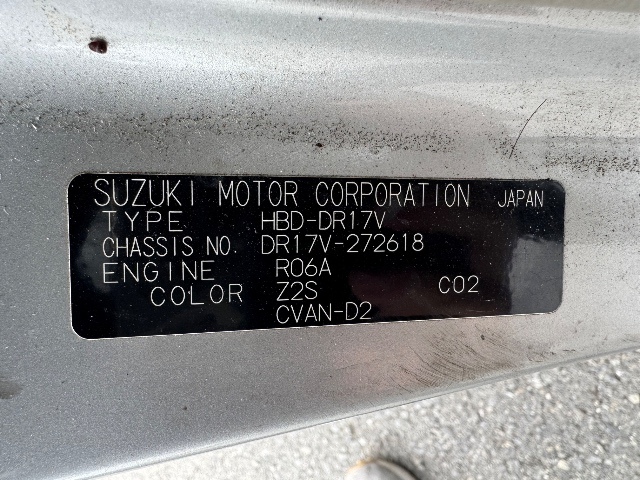 SUZUKI MOTOR CORPORATION JAPAN
TYPE HBD-DR17V
CHASSIS NO. DR17V-272618
ENGINE R06A
COLOR Z2S C02
CVAN-D2